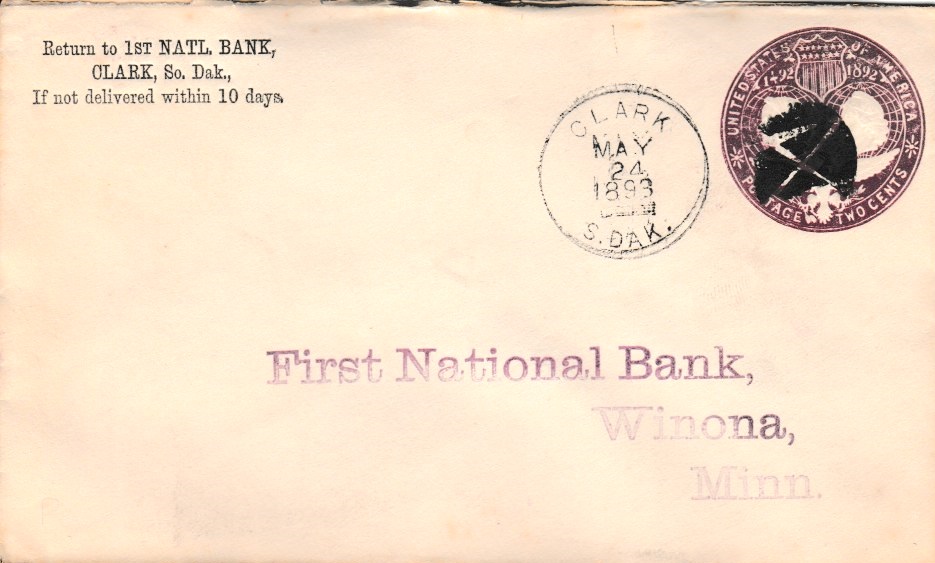 Return to 1ST NATL. BANK,
CLARK, So. Dak.,
If not delivered within 10 days.
CLARK
MAY
24
1893
S. DAK.
UNITED STATES OF AMERICA
1492 1892
POSTAGE TWO CENTS
First National Bank,
Winona,
Minn.